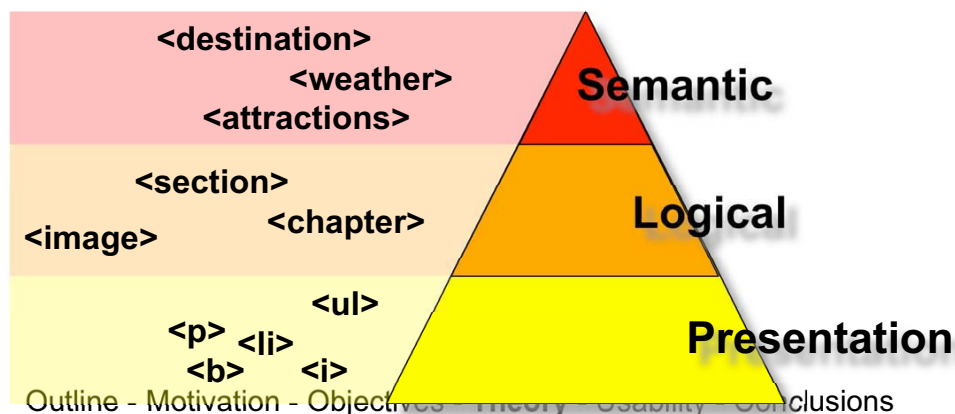 <destination>
<weather>
<attractions>
Semantic
<section>
<chapter>
<image>
Logical
<ul>
<p>
<li>
<b>
<i>
Presentation
Outline - Motivation - Objectives - Theory - Usability - Conclusions